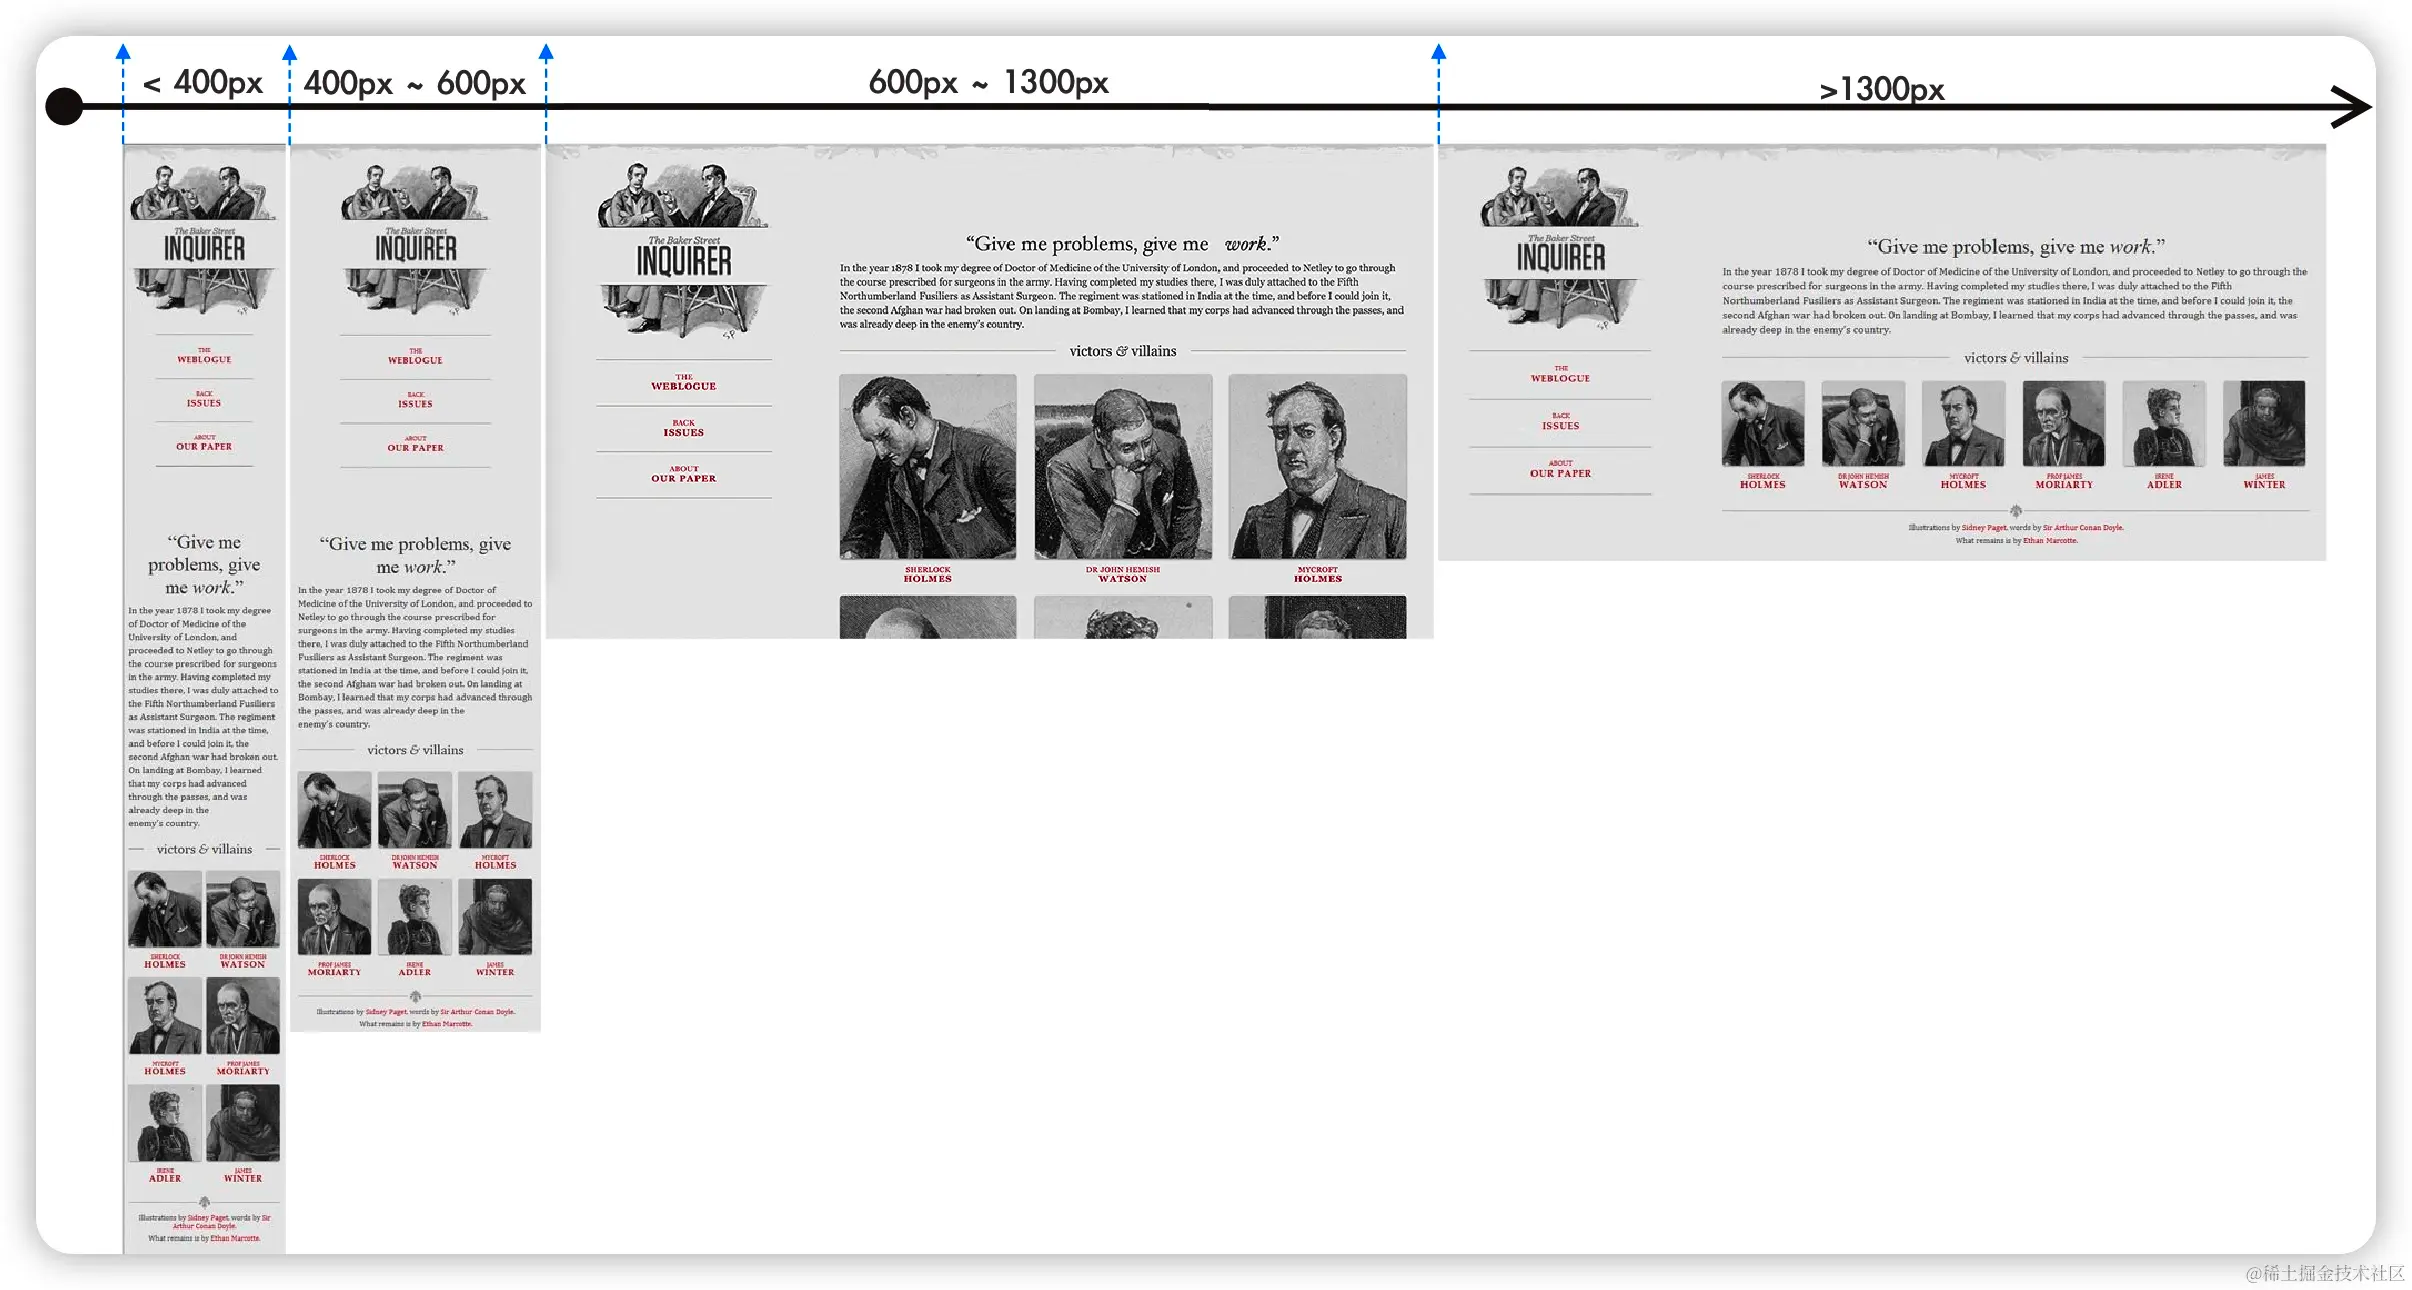 < 400px
400px ~ 600px
600px ~ 1300px
>1300px
The Baker Street
INQUIRER
THE
WEBLOGUE
BACK
ISSUES
ABOUT
OUR PAPER
“Give me
problems, give
me work.”
In the year 1878 I took my degree
of Doctor of Medicine of the
University of London, and
proceeded to Netley to go through
the course prescribed for surgeons
in the army. Having completed my
studies there, I was duly attached to
the Fifth Northumberland Fusiliers
as Assistant Surgeon. The regiment
was stationed in India at the time,
and before I could join it, the
second Afghan war had broken out.
On landing at Bombay, I learned
that my corps had advanced
through the passes, and was
already deep in the
enemy’s country.
victors & villains
SHERLOCK
HOLMES
DR JOHN HEMISH
WATSON
MYCROFT
HOLMES
PROF JAMES
MORIARTY
IRENE
ADLER
JAMES
WINTER
Illustrations by Sidney Paget, words by Sir
Arthur Conan Doyle.
What remains is by Ethan Marcotte.
The Baker Street
INQUIRER
THE
WEBLOGUE
BACK
ISSUES
ABOUT
OUR PAPER
“Give me problems, give
me work.”
In the year 1878 I took my degree of Doctor of
Medicine of the University of London, and proceeded to
Netley to go through the course prescribed for
surgeons in the army. Having completed my studies
there, I was duly attached to the Fifth Northumberland
Fusiliers as Assistant Surgeon. The regiment was
stationed in India at the time, and before I could join it,
the second Afghan war had broken out. On landing at
Bombay, I learned that my corps had advanced through
the passes, and was already deep in the
enemy’s country.
victors & villains
SHERLOCK
HOLMES
DR JOHN HEMISH
WATSON
MYCROFT
HOLMES
PROF JAMES
MORIARTY
IRENE
ADLER
JAMES
WINTER
Illustrations by Sidney Paget, words by Sir Arthur Conan Doyle.
What remains is by Ethan Marcotte.
The Baker Street
INQUIRER
THE
WEBLOGUE
BACK
ISSUES
ABOUT
OUR PAPER
“Give me problems, give me work.”
In the year 1878 I took my degree of Doctor of Medicine of the University of London, and proceeded to Netley to go through
the course prescribed for surgeons in the army. Having completed my studies there, I was duly attached to the Fifth
Northumberland Fusiliers as Assistant Surgeon. The regiment was stationed in India at the time, and before I could join it,
the second Afghan war had broken out. On landing at Bombay, I learned that my corps had advanced through the passes, and
was already deep in the enemy’s country.
victors & villains
SHERLOCK
HOLMES
DR JOHN HEMISH
WATSON
MYCROFT
HOLMES
The Baker Street
INQUIRER
THE
WEBLOGUE
BACK
ISSUES
ABOUT
OUR PAPER
“Give me problems, give me work.”
In the year 1878 I took my degree of Doctor of Medicine of the University of London, and proceeded to Netley to go through the
course prescribed for surgeons in the army. Having completed my studies there, I was duly attached to the Fifth
Northumberland Fusiliers as Assistant Surgeon. The regiment was stationed in India at the time, and before I could join it, the
second Afghan war had broken out. On landing at Bombay, I learned that my corps had advanced through the passes, and was
already deep in the enemy’s country.
victors & villains
SHERLOCK
HOLMES
DR JOHN HEMISH
WATSON
MYCROFT
HOLMES
PROF JAMES
MORIARTY
IRENE
ADLER
JAMES
WINTER
Illustrations by Sidney Paget, words by Sir Arthur Conan Doyle.
What remains is by Ethan Marcotte.
@稀土掘金技术社区